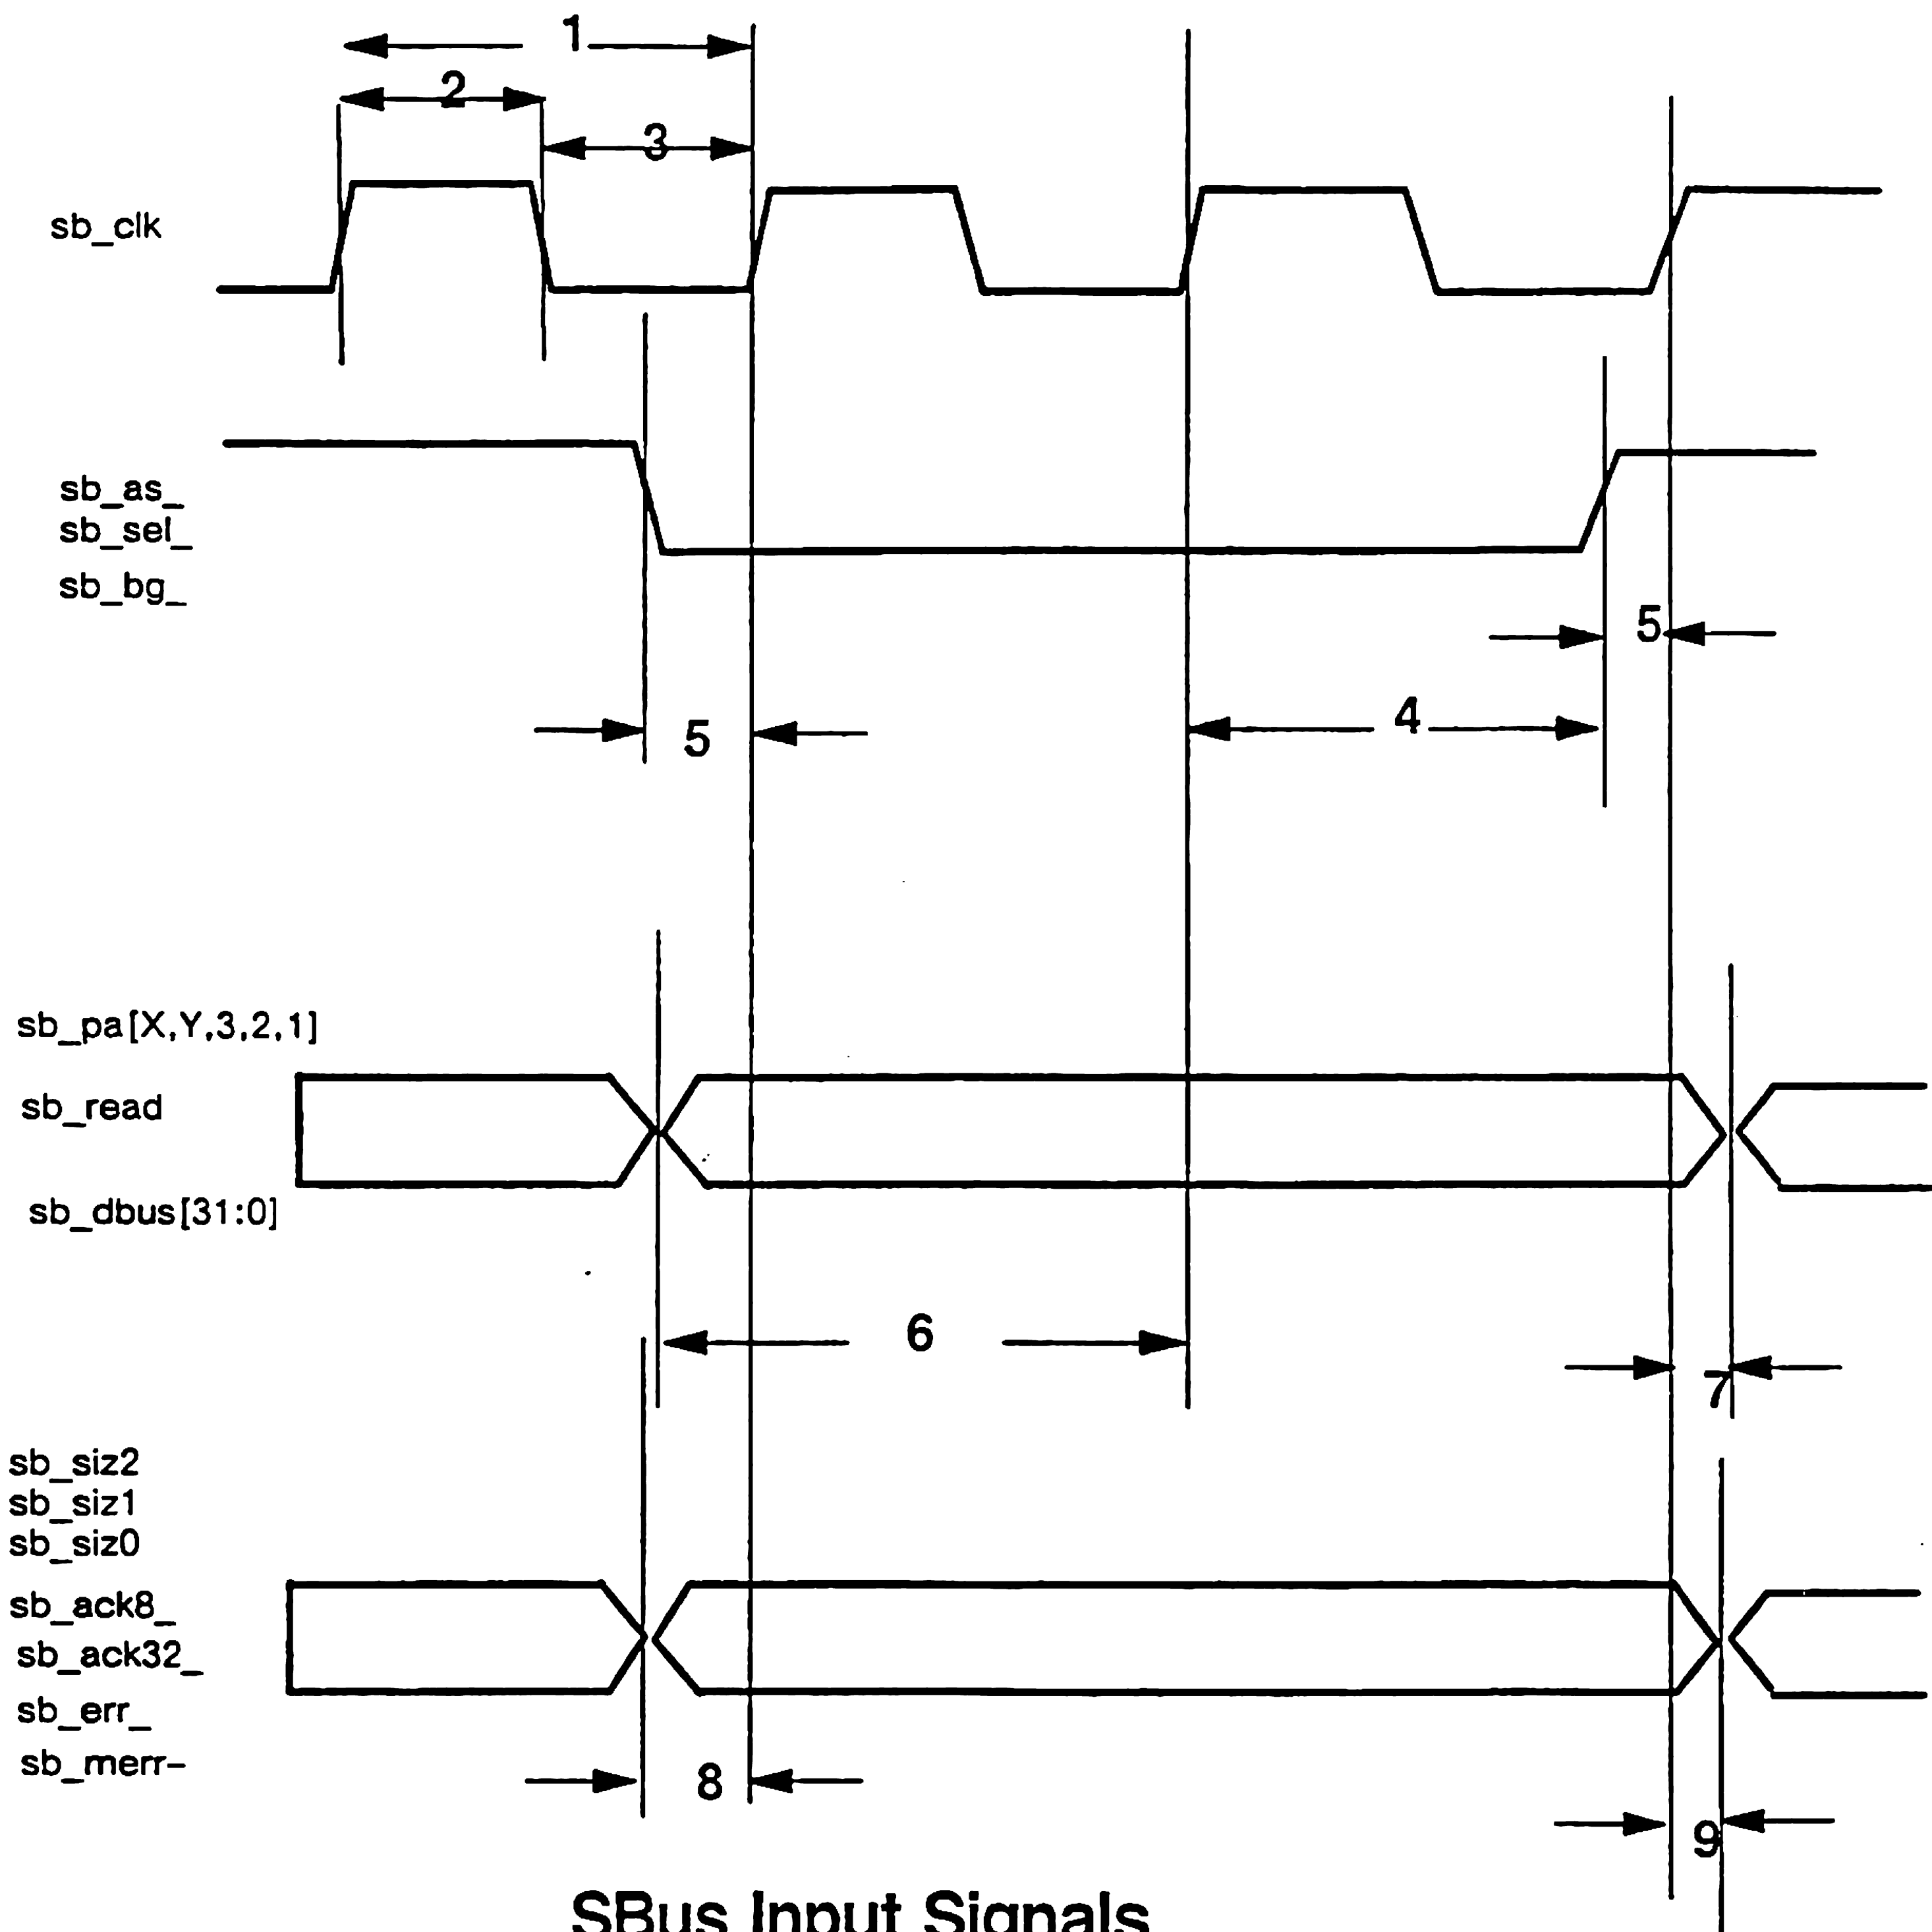 1
2
3
sb_clk
sb_as_
sb_sel_
sb_bg_
5
4
5
sb_pa[X,Y,3,2,1]
sb_read
sb_dbus[31:0]
6
7
sb_siz2
sb_siz1
sb_siz0
sb_ack8_
sb_ack32_
sb_err_
sb_merr-
8
9
SBus Input Signals